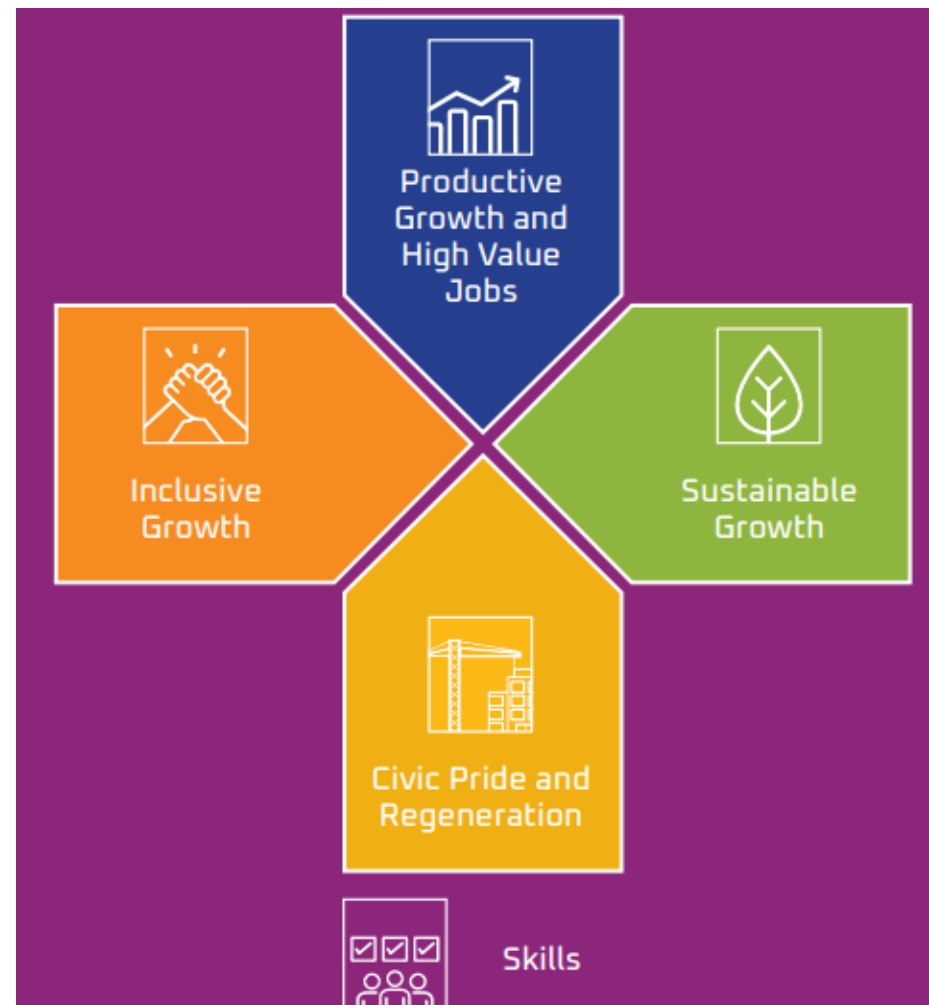 Productive
Growth and
High Value
Jobs
Inclusive
Growth
Sustainable
Growth
Civic Pride and
Regeneration
Skills